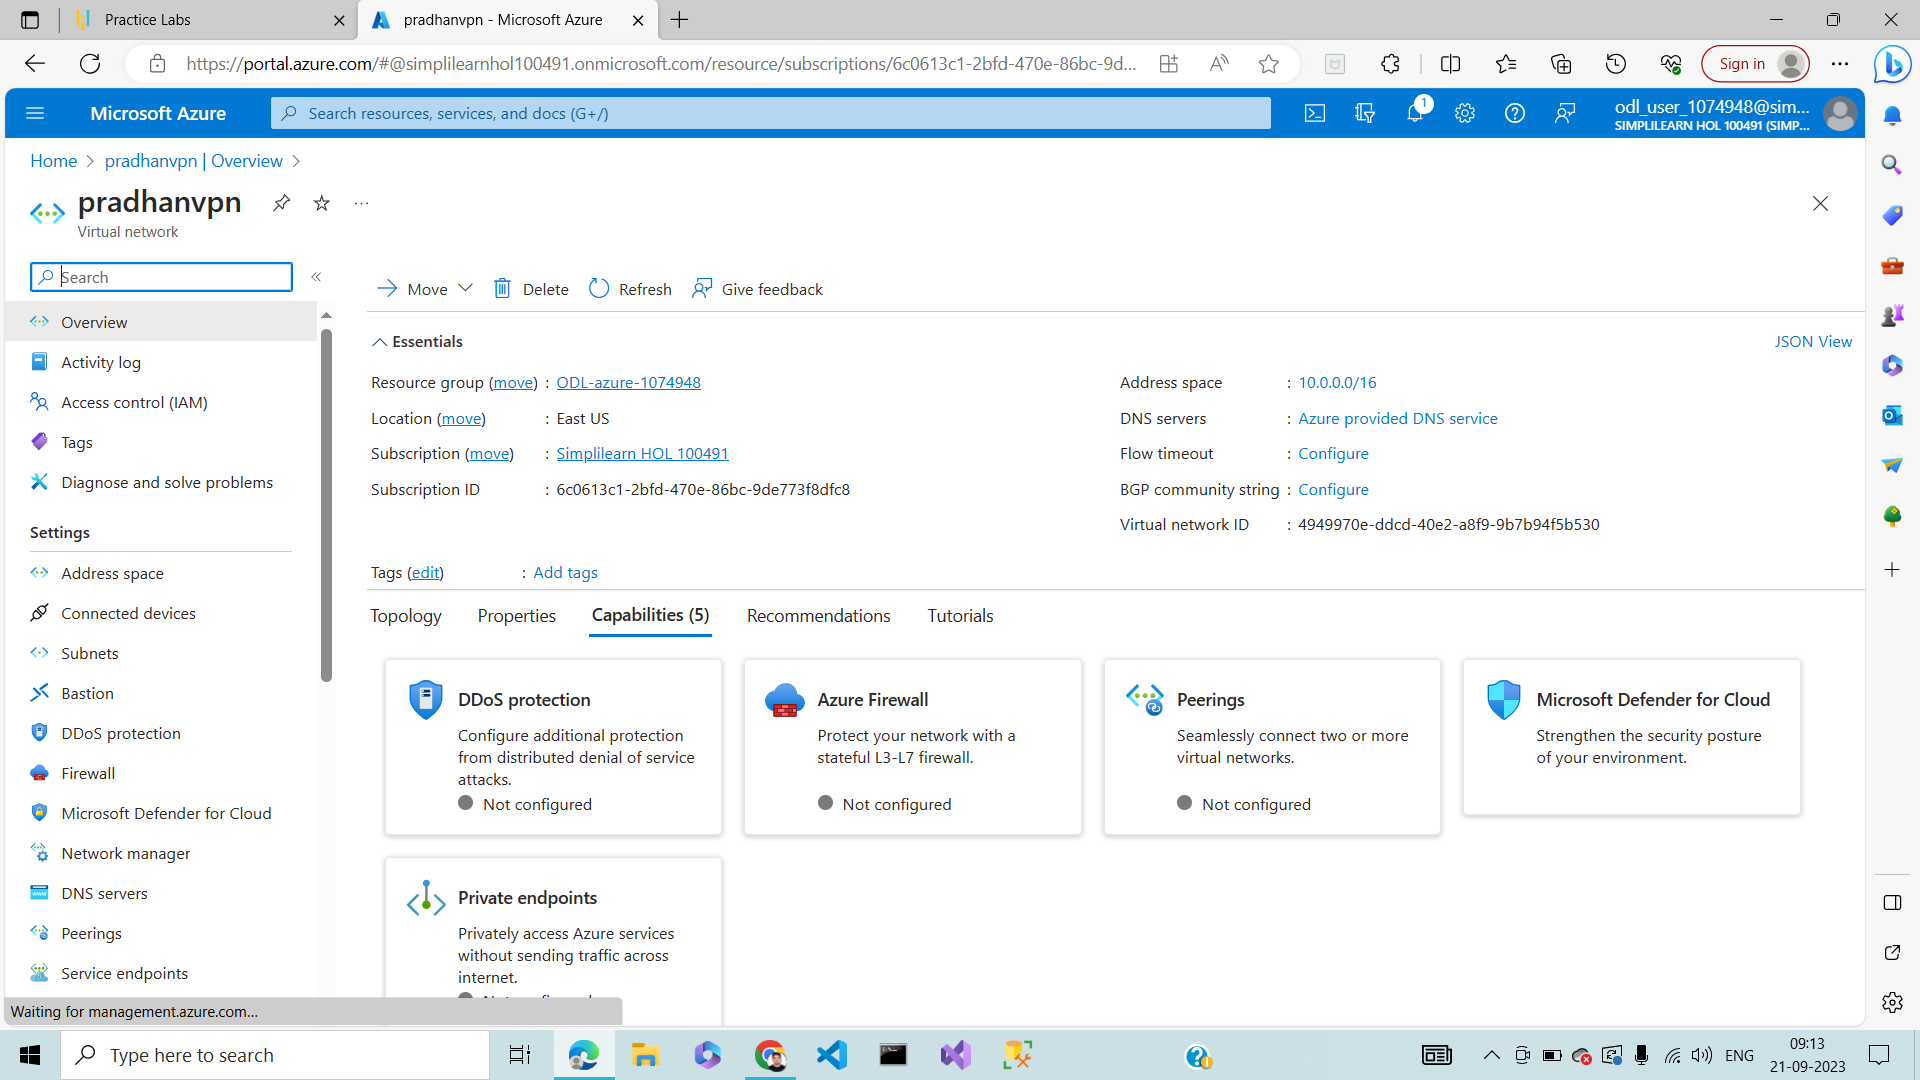 Practice Labs
pradhanvpn - Microsoft Azure
https://portal.azure.com/#@simplilearnhol100491.onmicrosoft.com/resource/subscriptions/6c0613c1-2bfd-470e-86bc-9d...
Sign in
Microsoft Azure
Search resources, services, and docs (G+/)
1
odl_user_1074948@sim...
SIMPLILEARN HOL 100491 (SIMP...
Home
pradhanvpn | Overview
pradhanvpn
Virtual network
Search
Move
Delete
Refresh
Give feedback
Overview
Activity log
Access control (IAM)
Tags
Diagnose and solve problems
Settings
Address space
Connected devices
Subnets
Bastion
DDoS protection
Firewall
Microsoft Defender for Cloud
Network manager
DNS servers
Peerings
Service endpoints
Essentials
JSON View
Resource group (move) : ODL-azure-1074948
Location (move) : East US
Subscription (move) : Simplilearn HOL 100491
Subscription ID : 6c0613c1-2bfd-470e-86bc-9de773f8dfc8
Address space : 10.0.0.0/16
DNS servers : Azure provided DNS service
Flow timeout : Configure
BGP community string : Configure
Virtual network ID : 4949970e-ddcd-40e2-a8f9-9b7b94f5b530
Tags (edit) : Add tags
Topology
Properties
Capabilities (5)
Recommendations
Tutorials
DDoS protection
Configure additional protection
from distributed denial of service
attacks.
Not configured
Azure Firewall
Protect your network with a
stateful L3-L7 firewall.
Not configured
Peerings
Seamlessly connect two or more
virtual networks.
Not configured
Microsoft Defender for Cloud
Strengthen the security posture
of your environment.
Private endpoints
Privately access Azure services
without sending traffic across
internet.
Waiting for management.azure.com...
Type here to search
ENG
09:13
21-09-2023